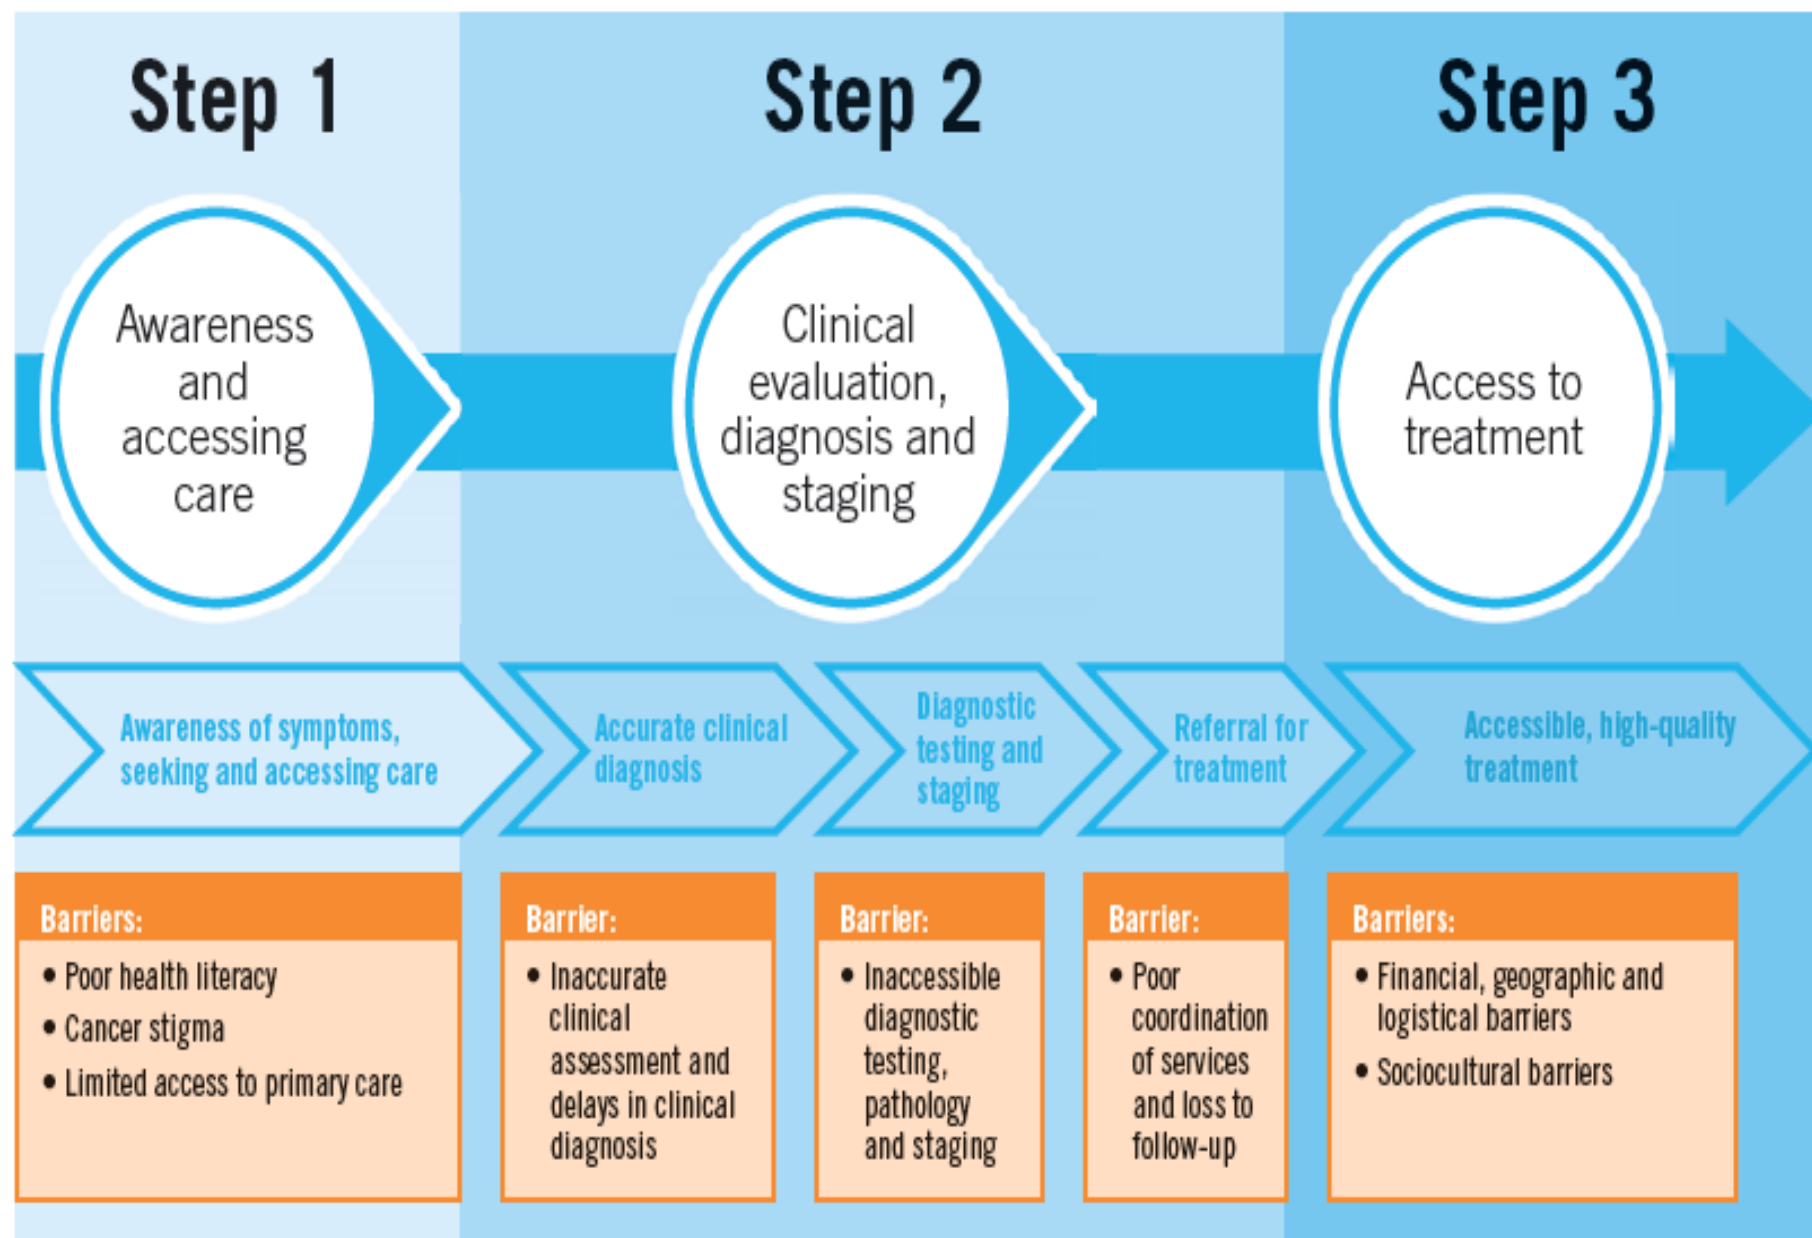 Step 1
Step 2
Step 3
Awareness
and
accessing
care
Clinical
evaluation,
diagnosis and
staging
Access to
treatment
Awareness of symptoms,
seeking and accessing care
Accurate clinical
diagnosis
Diagnostic
testing and
staging
Referral for
treatment
Accessible, high-quality
treatment
Barriers:
• Poor health literacy
• Cancer stigma
• Limited access to primary care
Barrier:
• Inaccurate
clinical
assessment and
delays in clinical
diagnosis
Barrier:
• Inaccessible
diagnostic
testing,
pathology
and staging
Barrier:
• Poor
coordination
of services
and loss to
follow-up
Barriers:
• Financial, geographic and
logistical barriers
• Sociocultural barriers